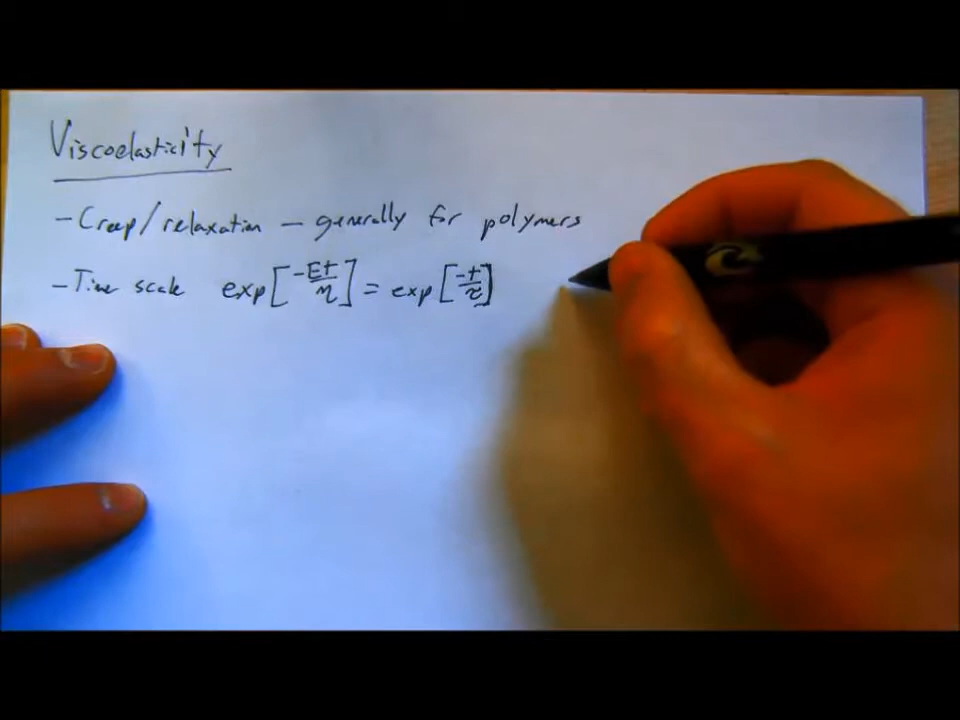 Viscoelasticity
- Creep/relaxation - generally for polymers
- Time scale exp[-Et/η] = exp[-t/τ]